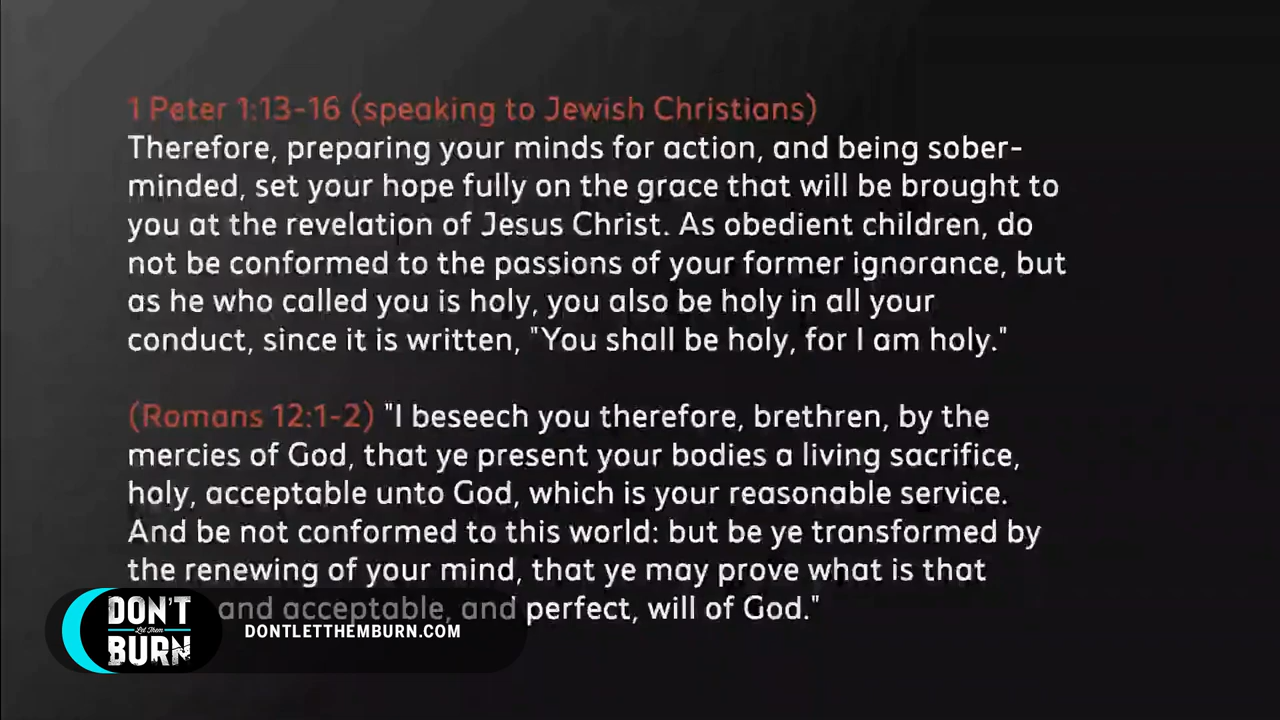 1 Peter 1:13-16 (speaking to Jewish Christians)
Therefore, preparing your minds for action, and being sober-
minded, set your hope fully on the grace that will be brought to
you at the revelation of Jesus Christ. As obedient children, do
not be conformed to the passions of your former ignorance, but
as he who called you is holy, you also be holy in all your
conduct, since it is written, "You shall be holy, for I am holy."
(Romans 12:1-2) "I beseech you therefore, brethren, by the
mercies of God, that ye present your bodies a living sacrifice,
holy, acceptable unto God, which is your reasonable service.
And be not conformed to this world: but be ye transformed by
the renewing of your mind, that ye may prove what is that
and acceptable, and perfect, will of God."
DON'T
Let Them
BURN
DONTLETTHEMBURN.COM